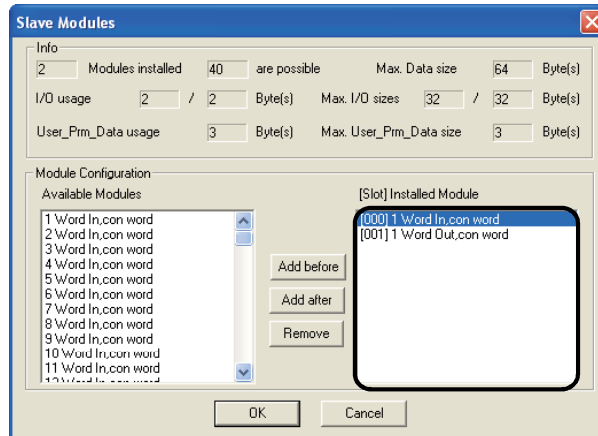 Slave Modules
Info
2 Modules installed 40 are possible Max. Data size 64 Byte(s)
I/O usage 2 / 2 Byte(s) Max. I/O sizes 32 / 32 Byte(s)
User_Prm_Data usage 3 Byte(s) Max. User_Prm_Data size 3 Byte(s)
Module Configuration
Available Modules
1 Word In,con word
2 Word In,con word
3 Word In,con word
4 Word In,con word
5 Word In,con word
6 Word In,con word
7 Word In,con word
8 Word In,con word
9 Word In,con word
10 Word In,con word
11 Word In,con word
12 Word In,con word
Add before
Add after
Remove
[Slot] Installed Module
[000] 1 Word In,con word
[001] 1 Word Out,con word
OK Cancel